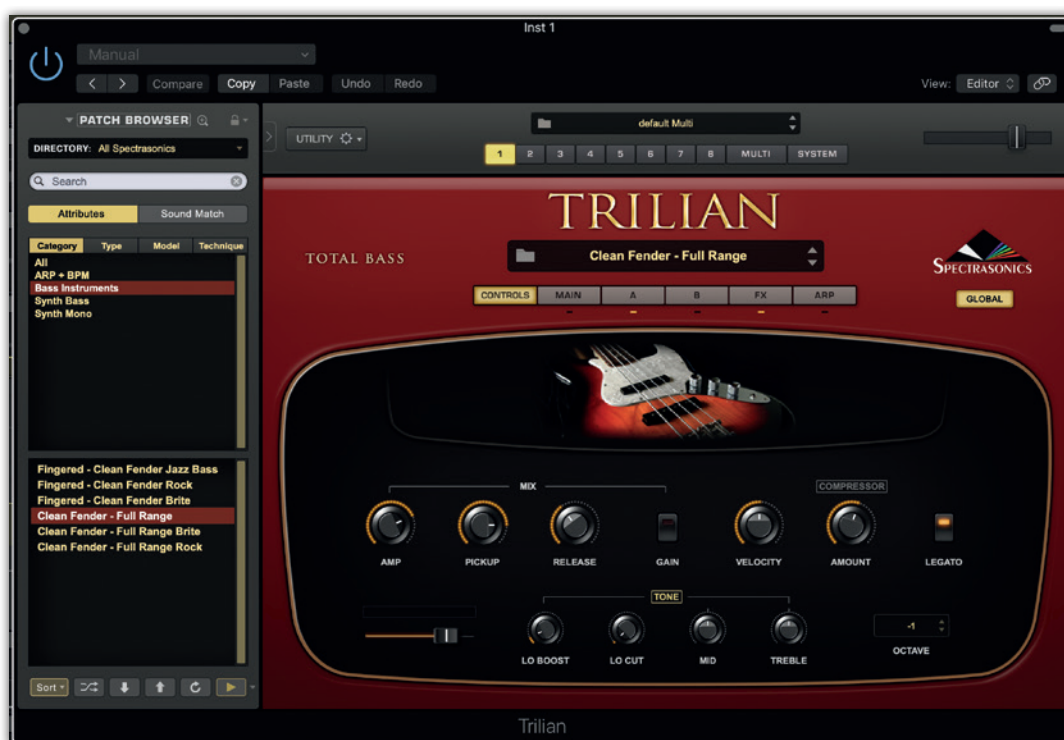 Inst 1
Manual
Compare Copy Paste Undo Redo
View: Editor
PATCH BROWSER
DIRECTORY: All Spectrasonics
Search
Attributes Sound Match
Category Type Model Technique
All
ARP + BPM
Bass Instruments
Synth Bass
Synth Mono
Fingered - Clean Fender Jazz Bass
Fingered - Clean Fender Rock
Fingered - Clean Fender Brite
Clean Fender - Full Range
Clean Fender - Full Range Brite
Clean Fender - Full Range Rock
Sort
UTILITY
default Multi
1 2 3 4 5 6 7 8 MULTI SYSTEM
TRILIAN
TOTAL BASS
Clean Fender - Full Range
SPECTRASONICS
CONTROLS MAIN A B FX ARP
GLOBAL
MIX
COMPRESSOR
AMP PICKUP RELEASE GAIN VELOCITY AMOUNT LEGATO
TONE
-1
LO BOOST LO CUT MID TREBLE OCTAVE
Trilian